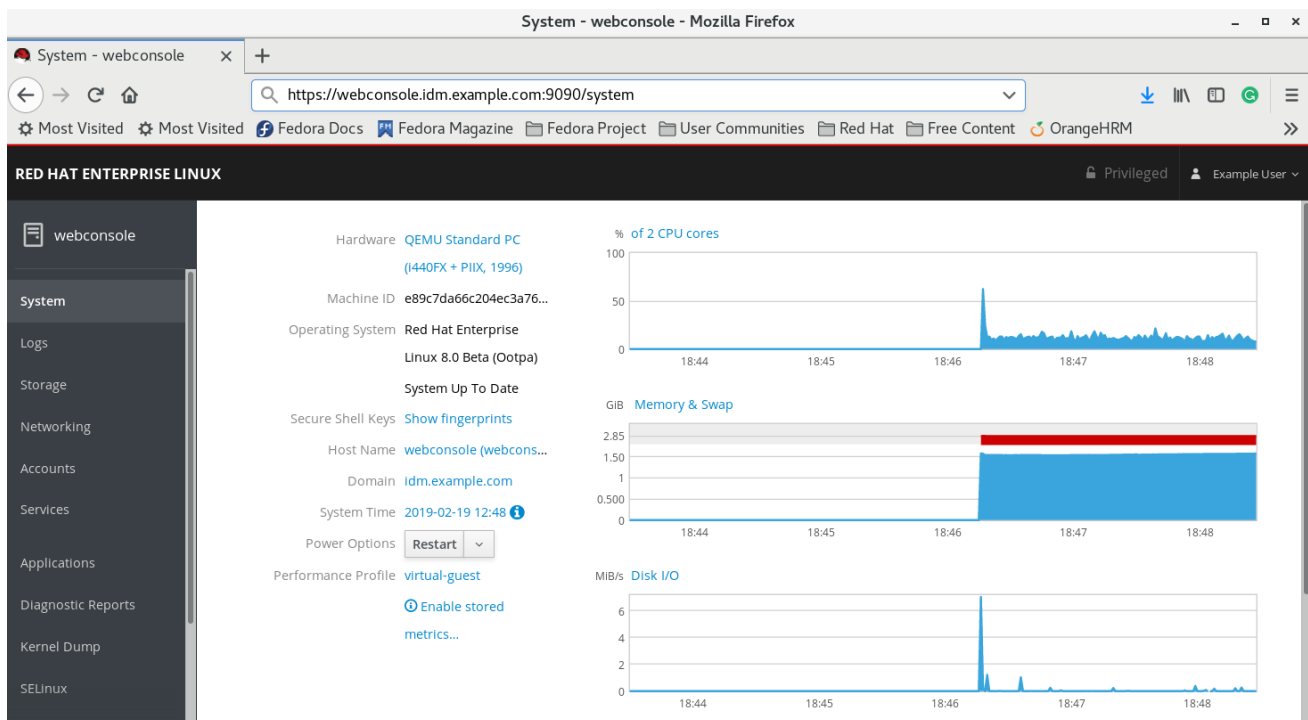 System - webconsole - Mozilla Firefox
System - webconsole
https://webconsole.idm.example.com:9090/system
Most Visited Most Visited Fedora Docs Fedora Magazine Fedora Project User Communities Red Hat Free Content OrangeHRM
RED HAT ENTERPRISE LINUX
Privileged Example User
webconsole
System
Logs
Storage
Networking
Accounts
Services
Applications
Diagnostic Reports
Kernel Dump
SELinux
Hardware QEMU Standard PC
(i440FX + PIIX, 1996)
Machine ID e89c7da66c204ec3a76...
Operating System Red Hat Enterprise
Linux 8.0 Beta (Ootpa)
System Up To Date
Secure Shell Keys Show fingerprints
Host Name webconsole (webcons...
Domain idm.example.com
System Time 2019-02-19 12:48
Power Options Restart
Performance Profile virtual-guest
Enable stored
metrics...
% of 2 CPU cores
100
50
0
18:44 18:45 18:46 18:47 18:48
GiB Memory & Swap
2.85
1.50
1
0.500
0
18:44 18:45 18:46 18:47 18:48
MiB/s Disk I/O
6
4
2
0
18:44 18:45 18:46 18:47 18:48